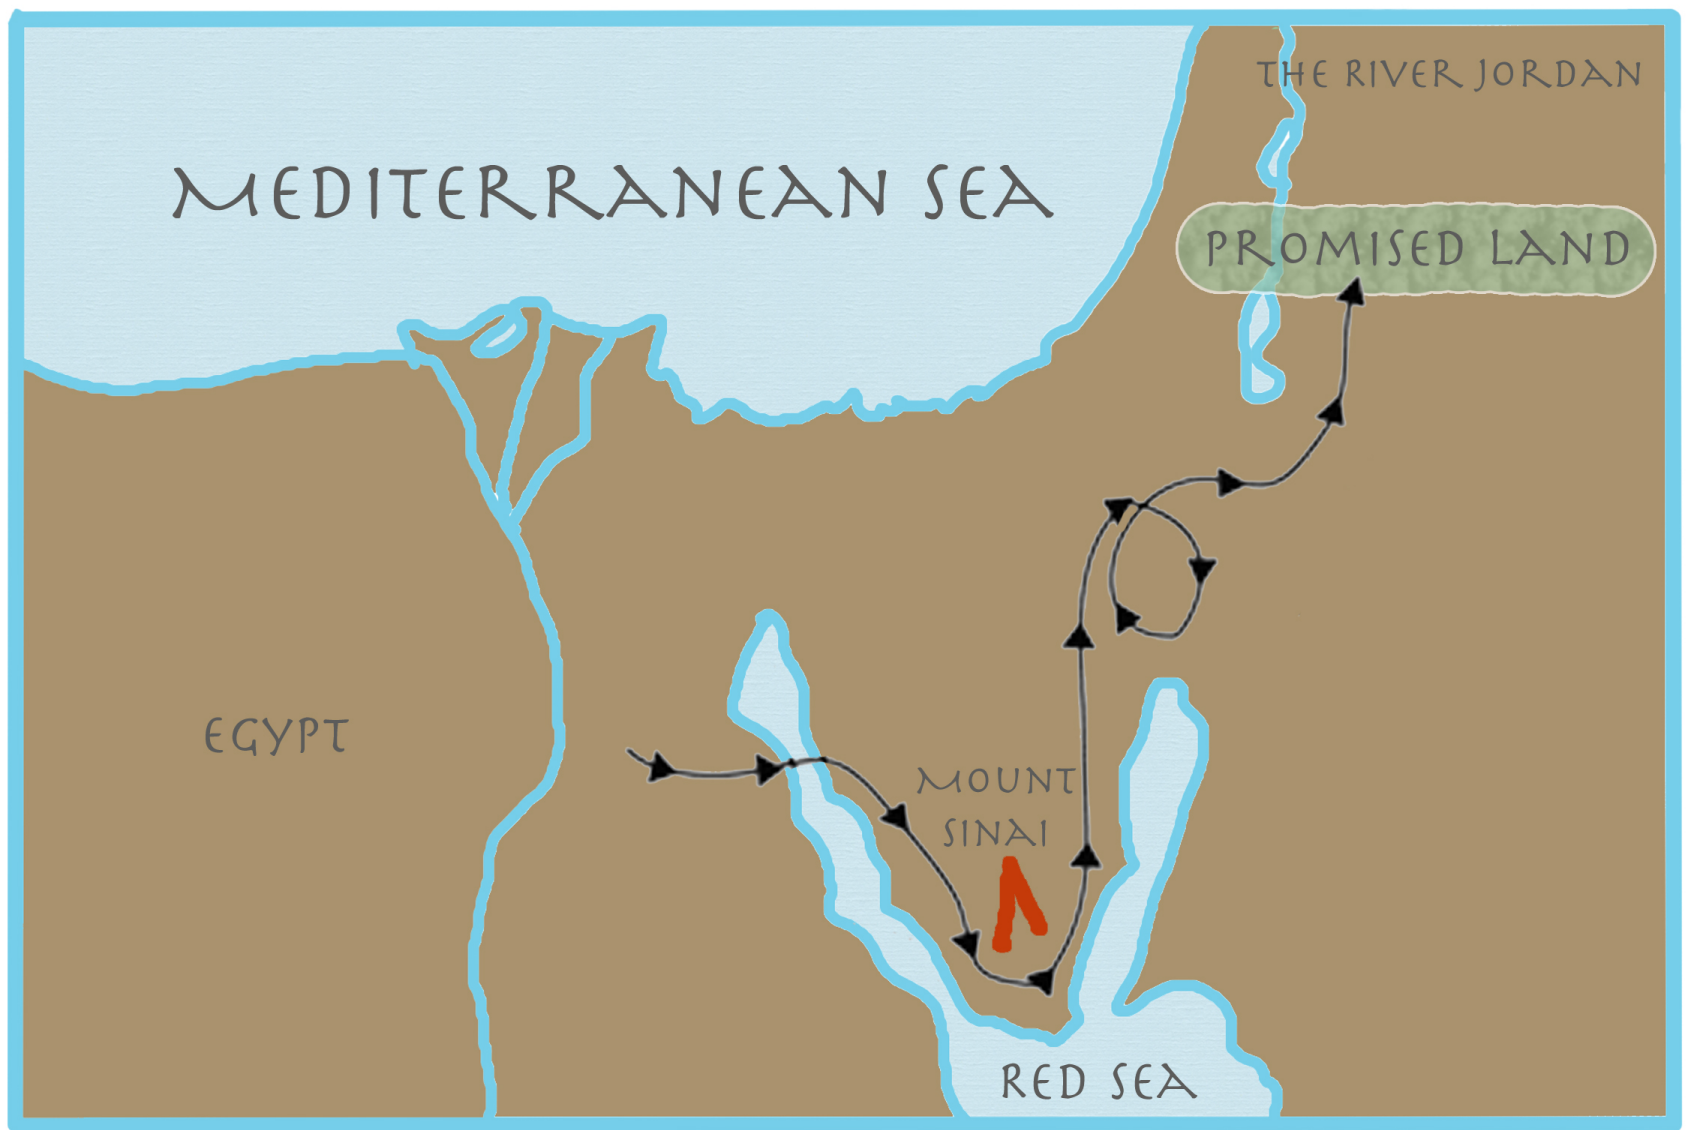 THE RIVER JORDAN
MEDITERRANEAN SEA
PROMISED LAND
EGYPT
MOUNT
SINAI
RED SEA